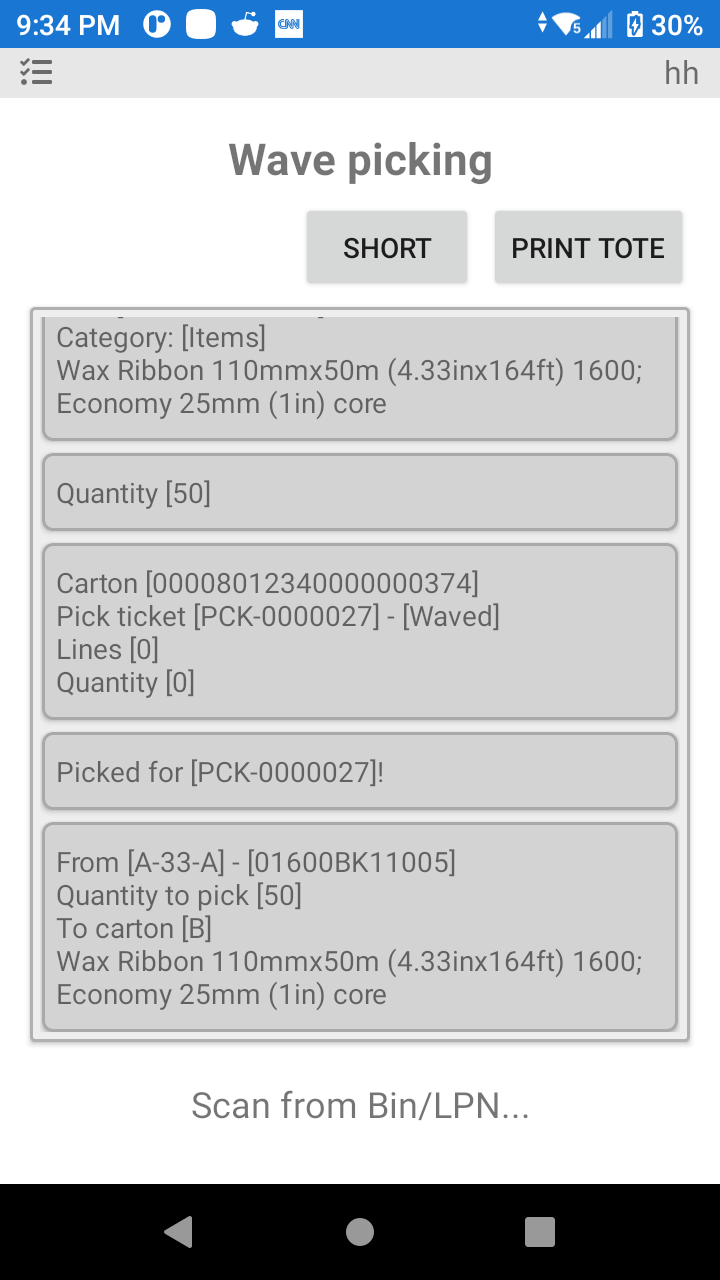 9:34 PM CNN 5 30%
hh
Wave picking
SHORT PRINT TOTE
Category: [Items]
Wax Ribbon 110mmx50m (4.33inx164ft) 1600;
Economy 25mm (1in) core
Quantity [50]
Carton [00008012340000000374]
Pick ticket [PCK-0000027] - [Waved]
Lines [0]
Quantity [0]
Picked for [PCK-0000027]!
From [A-33-A] - [01600BK11005]
Quantity to pick [50]
To carton [B]
Wax Ribbon 110mmx50m (4.33inx164ft) 1600;
Economy 25mm (1in) core
Scan from Bin/LPN...